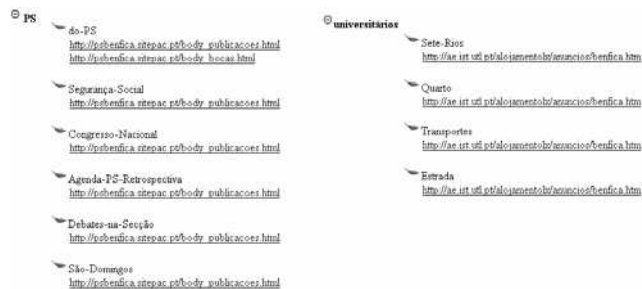 PS
do-PS
http://psbenfica.sitepac.pt/body_publicacoes.html
http://psbenfica.sitepac.pt/body_bocas.html
Segurança-Social
http://psbenfica.sitepac.pt/body_publicacoes.html
Congresso-Nacional
http://psbenfica.sitepac.pt/body_publicacoes.html
Agenda-PS-Retrospectiva
http://psbenfica.sitepac.pt/body_publicacoes.html
Debates-na-Secção
http://psbenfica.sitepac.pt/body_publicacoes.html
São-Domingos
http://psbenfica.sitepac.pt/body_publicacoes.html
universitários
Sete-Rios
http://ae.ist.utl.pt/alojamentolx/anuncios/benfica.htm
Quarto
http://ae.ist.utl.pt/alojamentolx/anuncios/benfica.htm
Transportes
http://ae.ist.utl.pt/alojamentolx/anuncios/benfica.htm
Estrada
http://ae.ist.utl.pt/alojamentolx/anuncios/benfica.htm